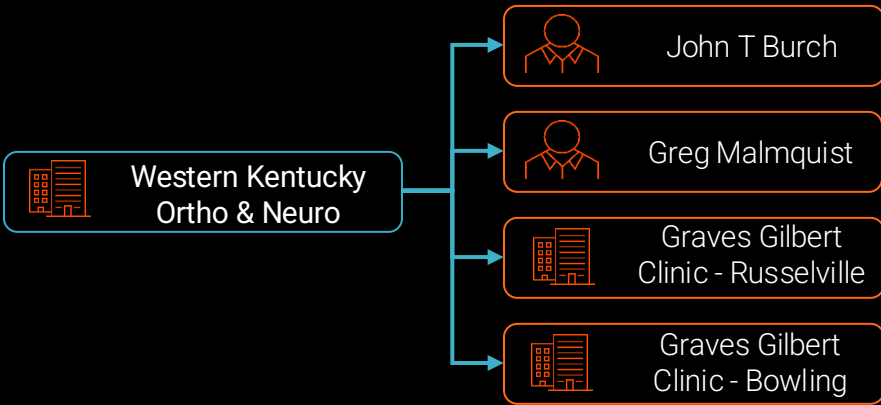 John T Burch
Greg Malmquist
Western Kentucky
Ortho & Neuro
Graves Gilbert
Clinic - Russelville
Graves Gilbert
Clinic - Bowling